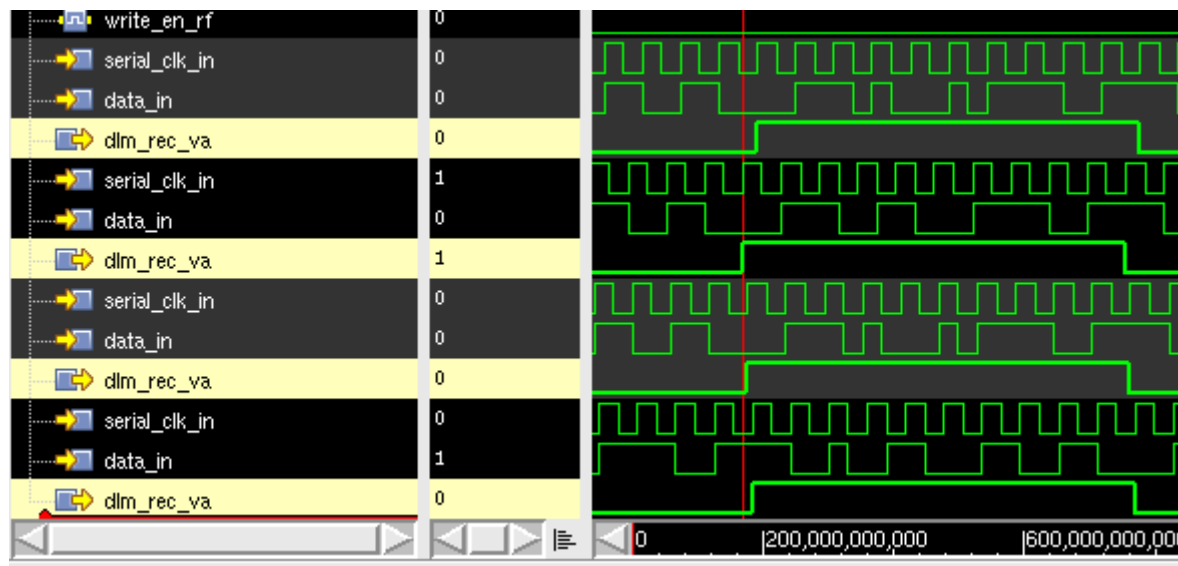 write_en_rf 0
serial_clk_in 0
data_in 0
dlm_rec_va 0
serial_clk_in 1
data_in 0
dlm_rec_va 1
serial_clk_in 0
data_in 0
dlm_rec_va 0
serial_clk_in 0
data_in 1
dlm_rec_va 0
0 |200,000,000,000 |600,000,000,00